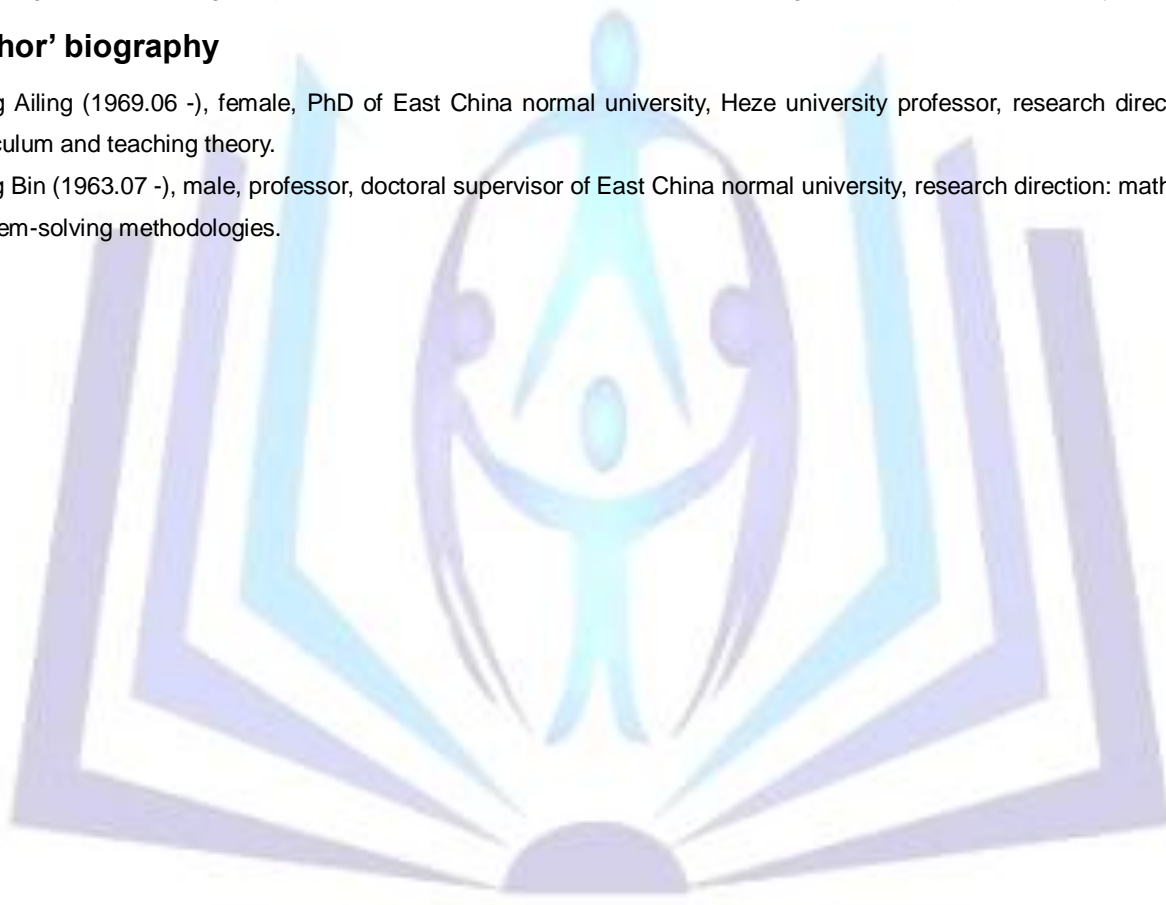 hor’ biography
g Ailing (1969.06 -), female, PhD of East China normal university, Heze university professor, research direc
culum and teaching theory.
g Bin (1963.07 -), male, professor, doctoral supervisor of East China normal university, research direction: math
em-solving methodologies.